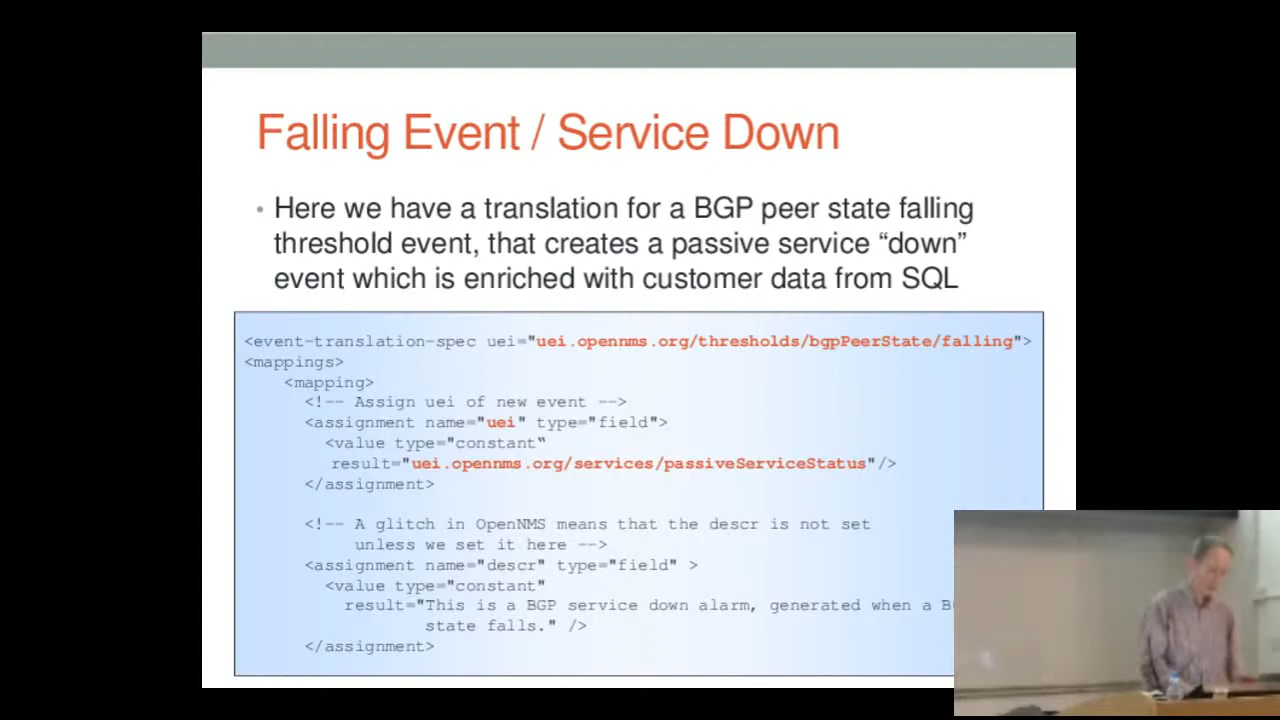 Falling Event / Service Down
• Here we have a translation for a BGP peer state falling
threshold event, that creates a passive service “down”
event which is enriched with customer data from SQL
<event-translation-spec uei="uei.opennms.org/thresholds/bgpPeerState/falling">
<mappings>
<mapping>
<!-- Assign uei of new event -->
<assignment name="uei" type="field">
<value type="constant“
result="uei.opennms.org/services/passiveServiceStatus"/>
</assignment>
<!-- A glitch in OpenNMS means that the descr is not set
unless we set it here -->
<assignment name="descr" type="field" >
<value type="constant"
result="This is a BGP service down alarm, generated when a
state falls." />
</assignment>